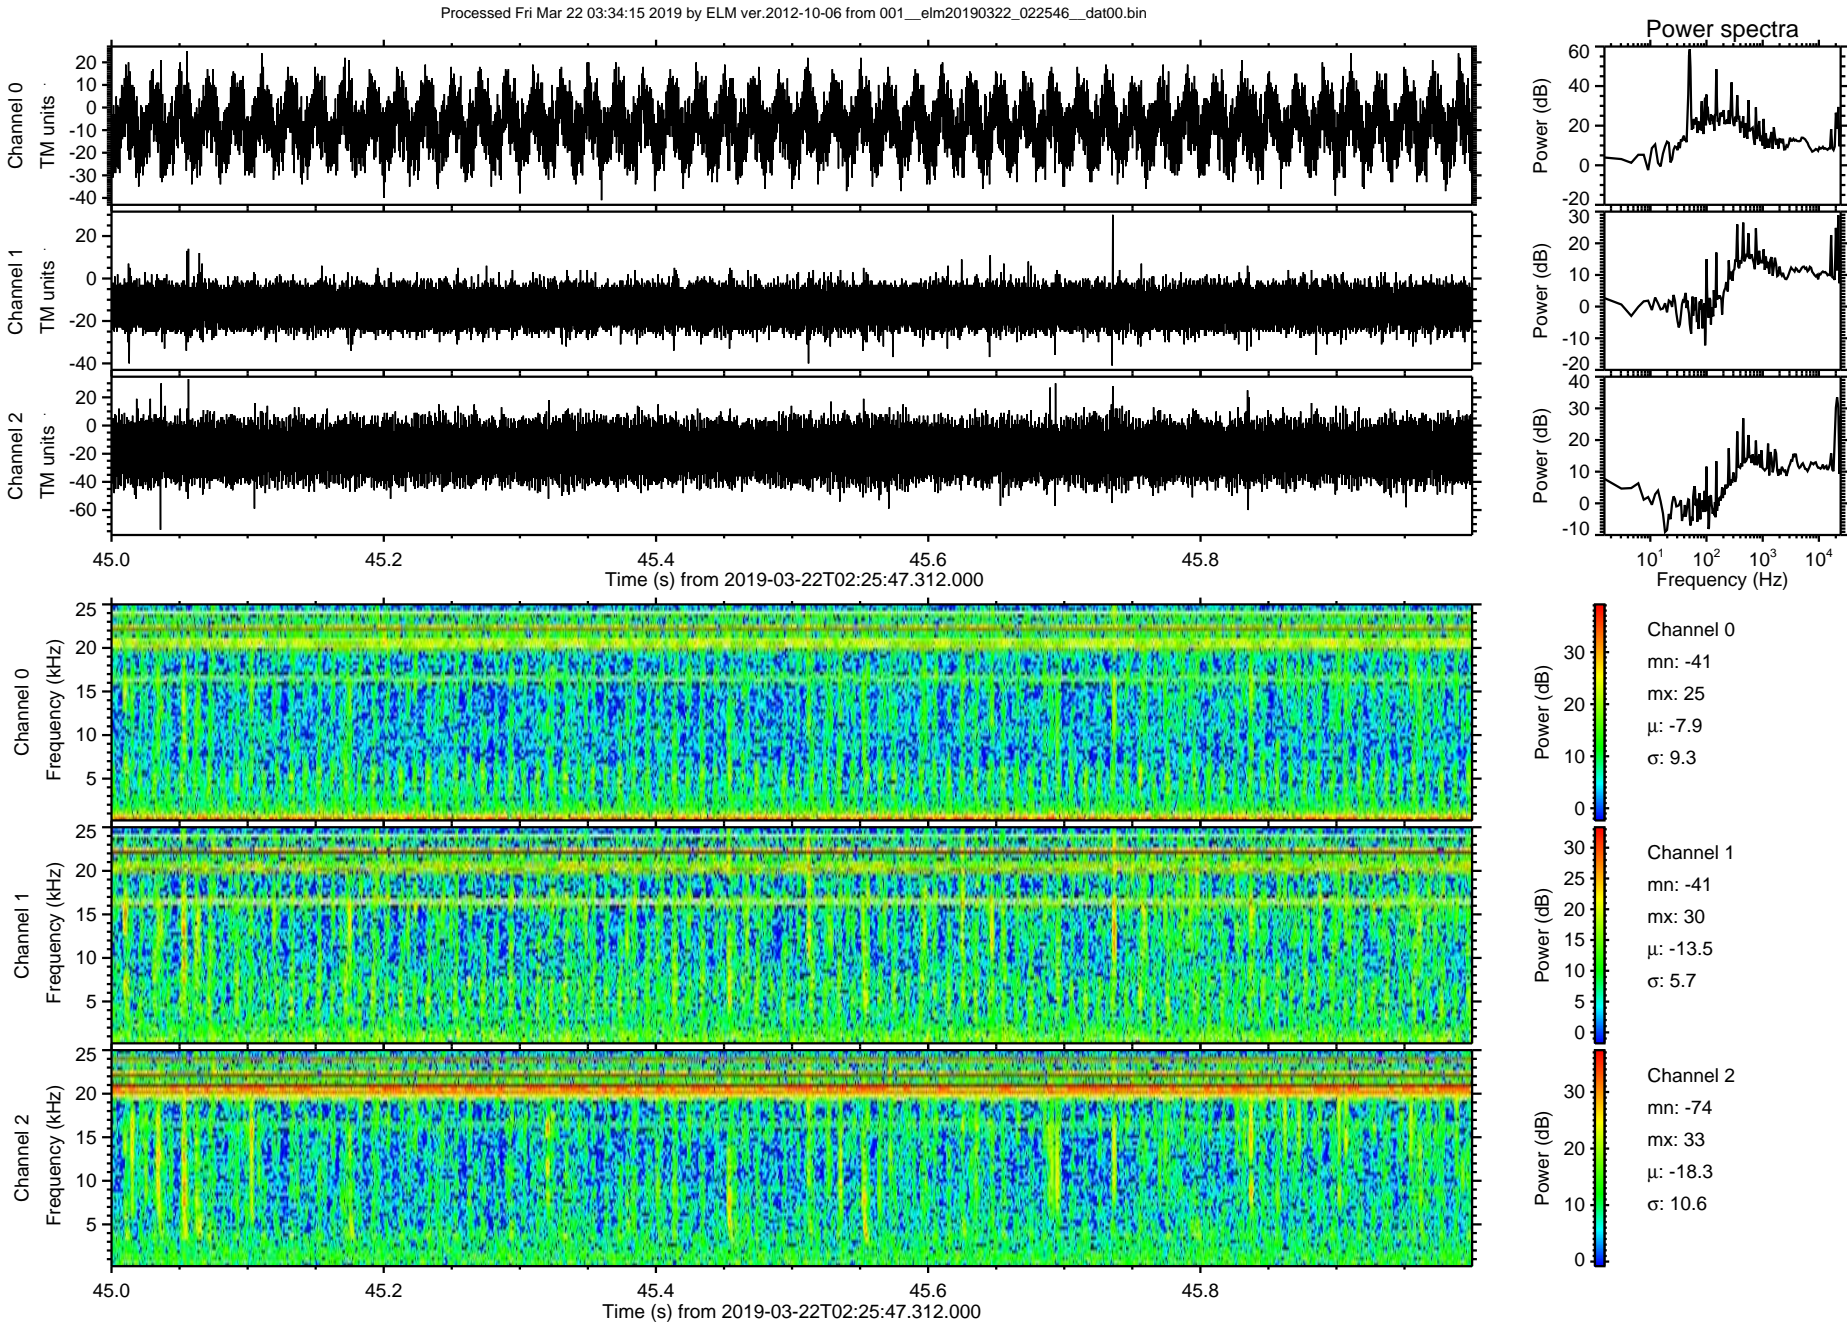 Processed Fri Mar 22 03:34:15 2019 by ELM ver.2012-10-06 from 001__elm20190322_022546__dat00.bin
Power spectra
Channel 0
TM units
20
10
0
-10
-20
-30
-40
Power (dB)
60
40
20
0
-20
Channel 1
TM units
20
0
-20
-40
Power (dB)
30
20
10
0
-10
-20
Channel 2
TM units
20
0
-20
-40
-60
Power (dB)
40
30
20
10
0
-10
45.0 45.2 45.4 45.6 45.8
Time (s) from 2019-03-22T02:25:47.312.000
10^1 10^2 10^3 10^4
Frequency (Hz)
Channel 0
Frequency (kHz)
25
20
15
10
5
Power (dB)
30
20
10
0
Channel 0
mn: -41
mx: 25
μ: -7.9
σ: 9.3
Channel 1
Frequency (kHz)
25
20
15
10
5
Power (dB)
30
25
20
15
10
5
0
Channel 1
mn: -41
mx: 30
μ: -13.5
σ: 5.7
Channel 2
Frequency (kHz)
25
20
15
10
5
Power (dB)
30
20
10
0
Channel 2
mn: -74
mx: 33
μ: -18.3
σ: 10.6
45.0 45.2 45.4 45.6 45.8
Time (s) from 2019-03-22T02:25:47.312.000